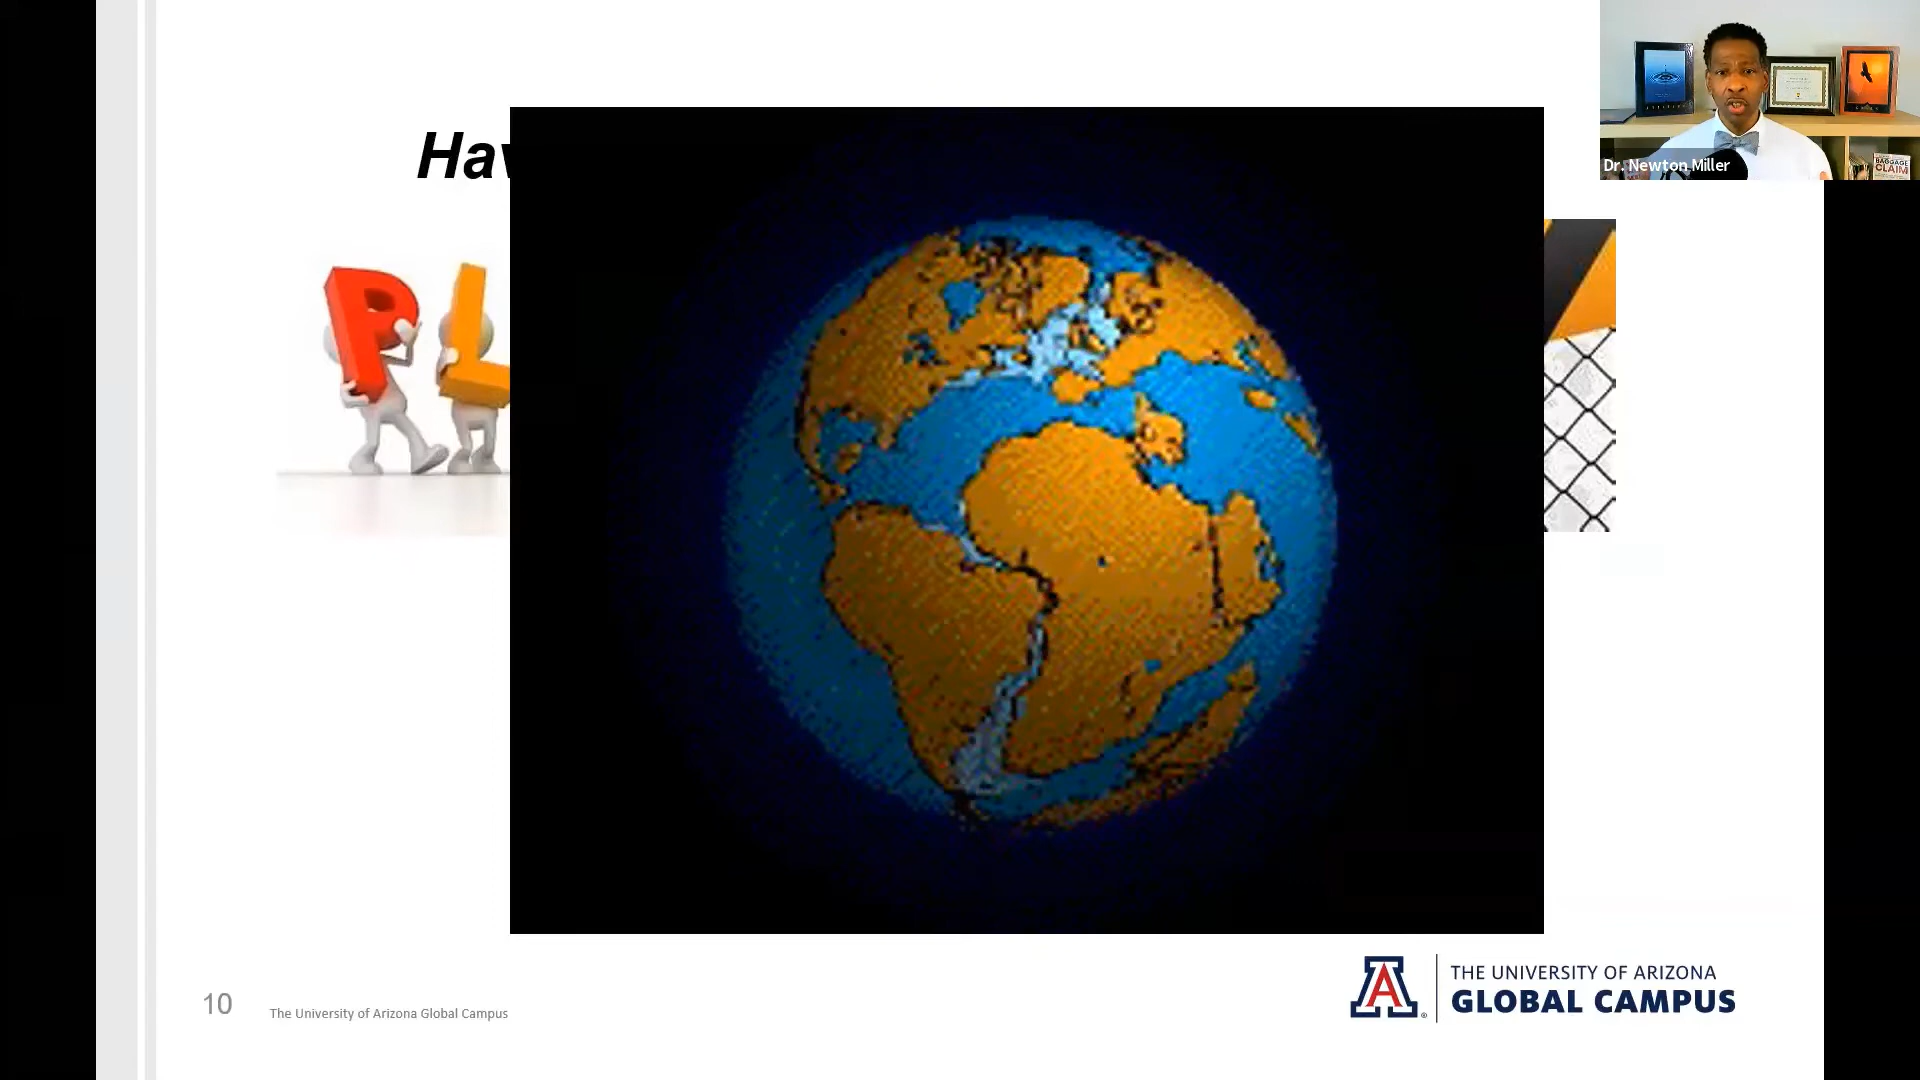 Hav
PL
Dr. Newton Miller
BAGGAGE
CLAIM
10
The University of Arizona Global Campus
A
THE UNIVERSITY OF ARIZONA
GLOBAL CAMPUS